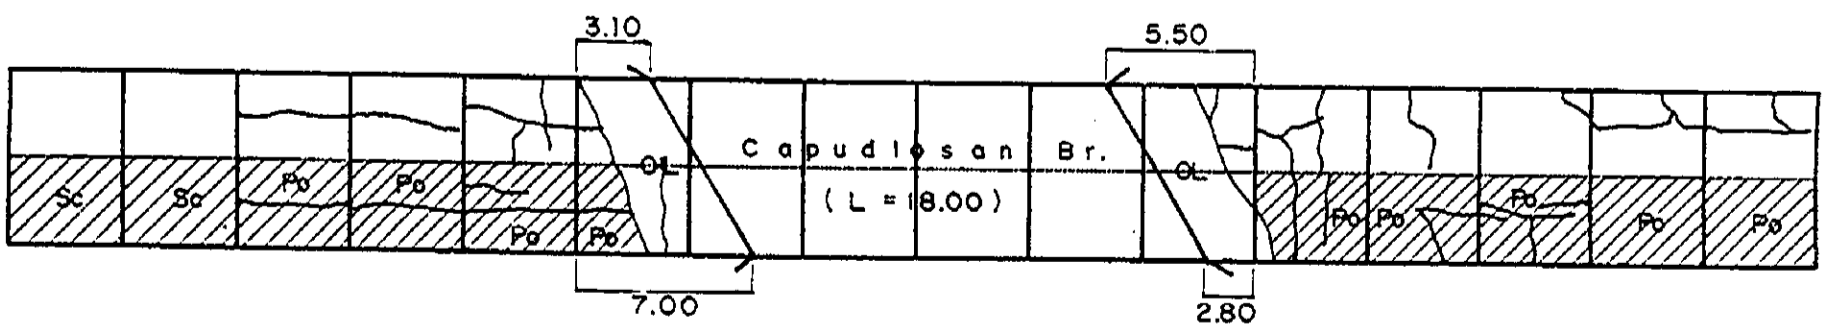 3.10 5.50
Capudlosan Br.
OL OL
Po Po Po
Sc Sc (L=18.00) Po Po Po Po
Po Po
7.00 2.80